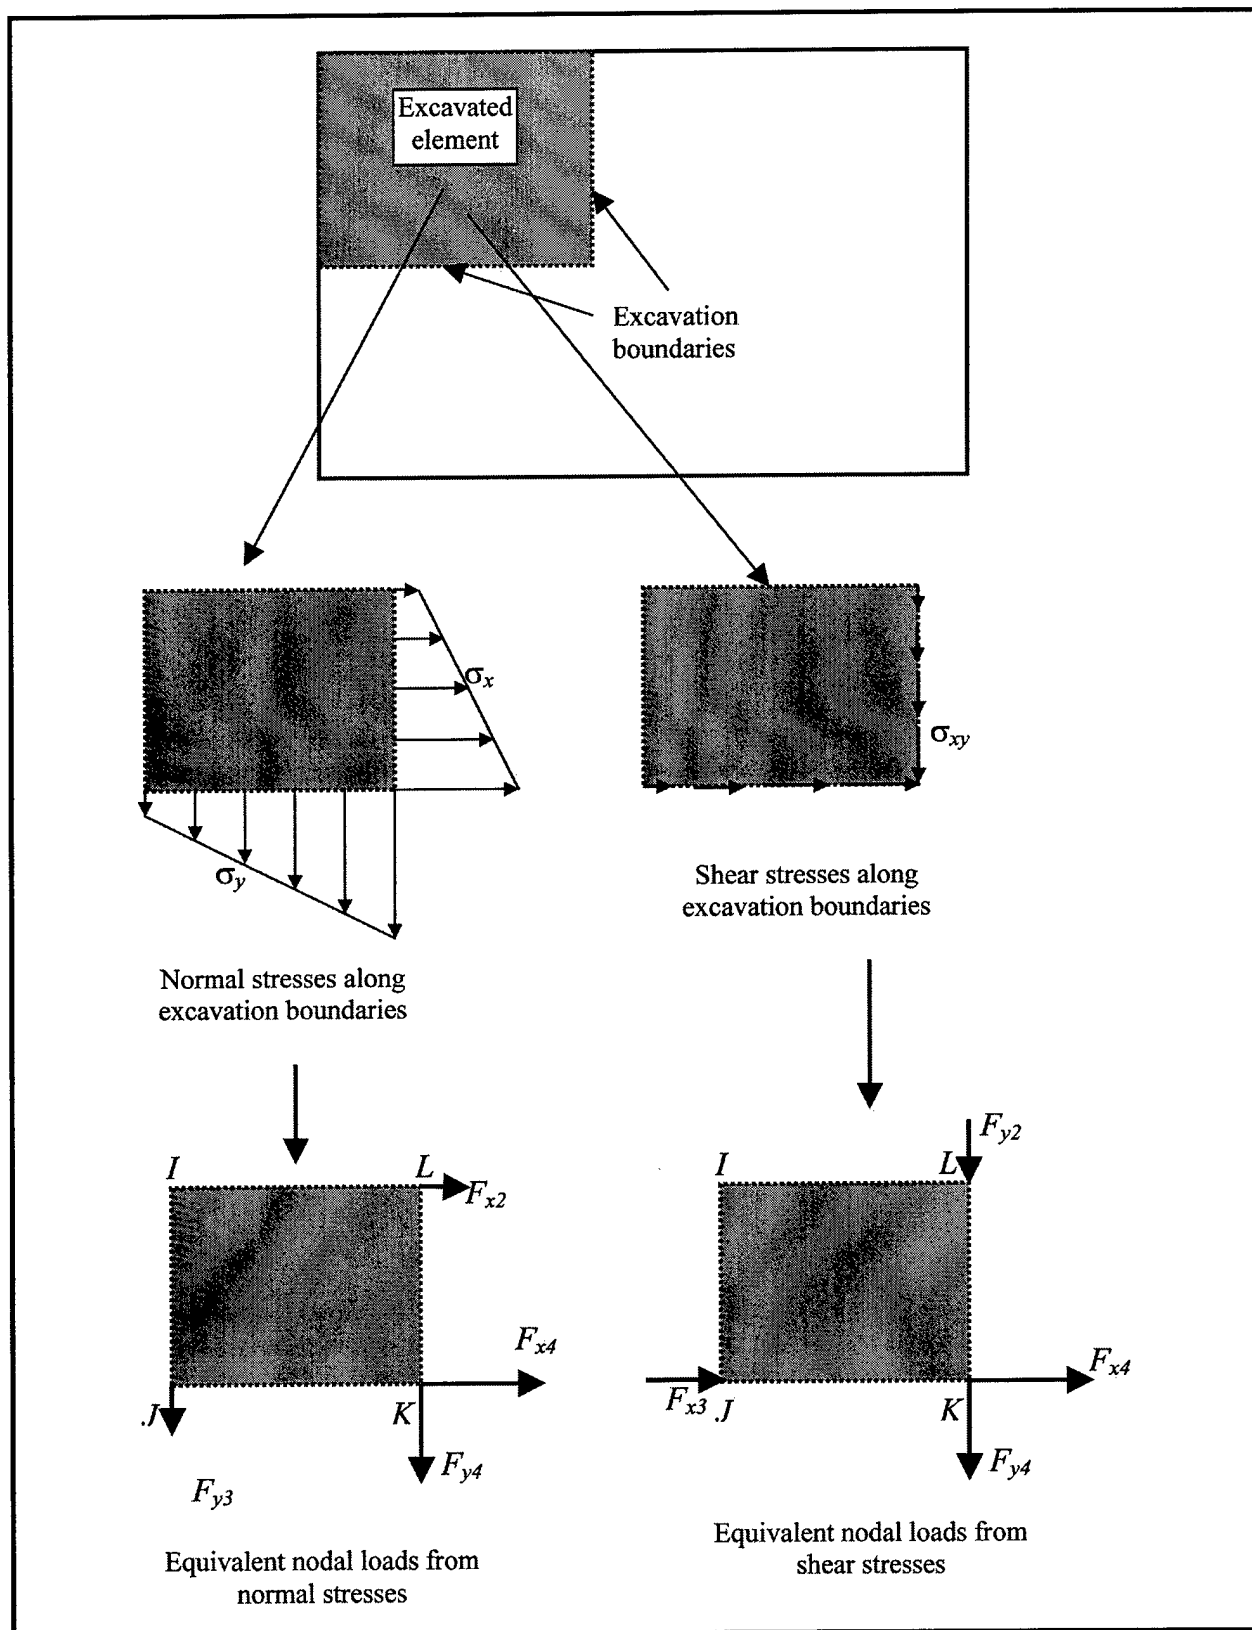 Excavated
element
Excavation
boundaries
σx
σxy
σy
Shear stresses along
excavation boundaries
Normal stresses along
excavation boundaries
Fy2
I
L
Fx2
I
L
Fx4
Fx4
.J
K
Fx3
.J
K
Fy4
Fy4
Fy3
Equivalent nodal loads from
shear stresses
Equivalent nodal loads from
normal stresses